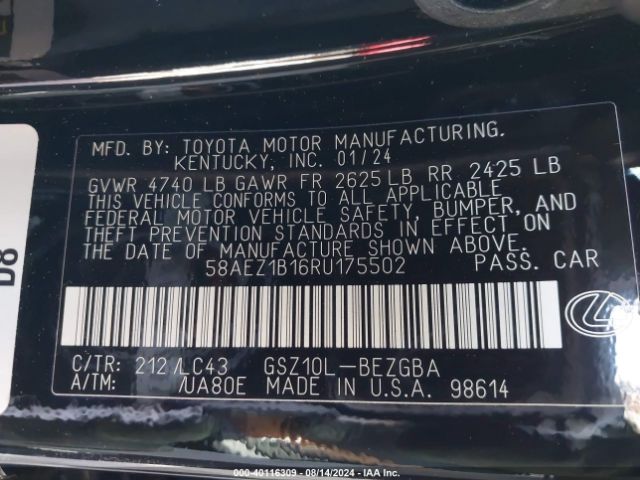 MFD. BY: TOYOTA MOTOR MANUFACTURING.
KENTUCKY, INC. 01/24
GVWR 4740 LB GAWR FR 2625 LB RR 2425 LB
THIS VEHICLE CONFORMS TO ALL APPLICABLE
FEDERAL MOTOR VEHICLE SAFETY, BUMPER, AND
THEFT PREVENTION STANDARDS IN EFFECT ON
THE DATE OF MANUFACTURE SHOWN ABOVE.
58AEZ1B16RU175502 PASS. CAR
C/TR: 212 /LC43 GSZ10L-BEZGBA
A/TM: /UA80E MADE IN U.S.A. 98614
D8
000-40116309 - 08/14/2024 - IAA Inc.